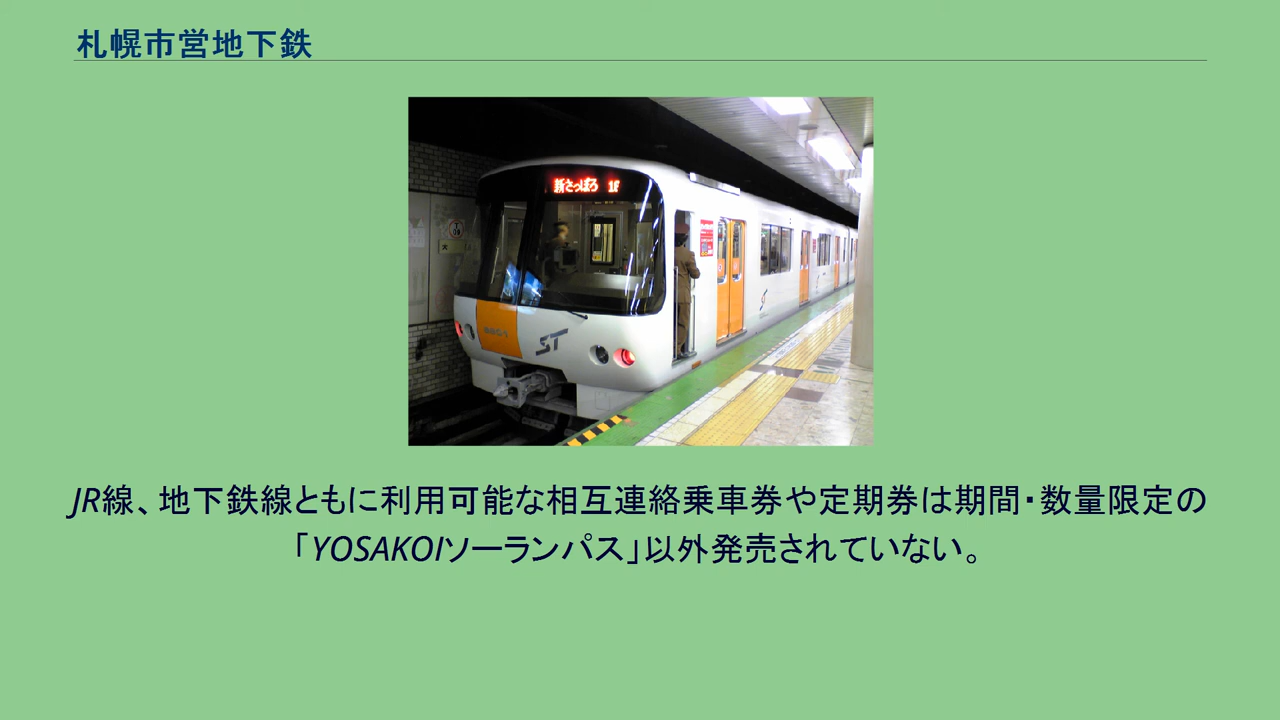 札幌市営地下鉄
新さっぽろ
ST
ST
JR線、地下鉄線ともに利用可能な相互連絡乗車券や定期券は期間・数量限定の
「YOSAKOIソーランパス」以外発売されていない。